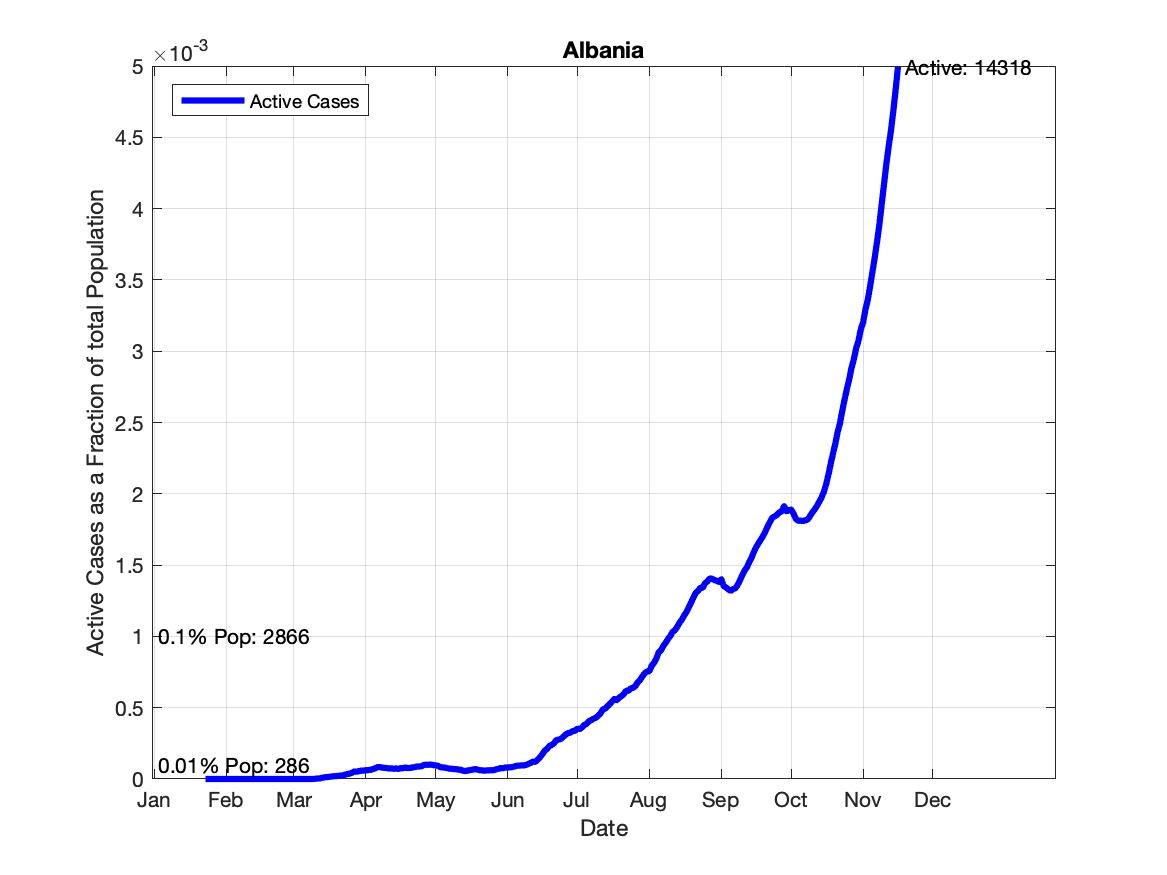 Albania
×10-3
Active: 14318
Active Cases
5
4.5
4
3.5
3
2.5
2
1.5
1
0.5
0
0.1% Pop: 2866
0.01% Pop: 286
Active Cases as a Fraction of total Population
Jan Feb Mar Apr May Jun Jul Aug Sep Oct Nov Dec
Date